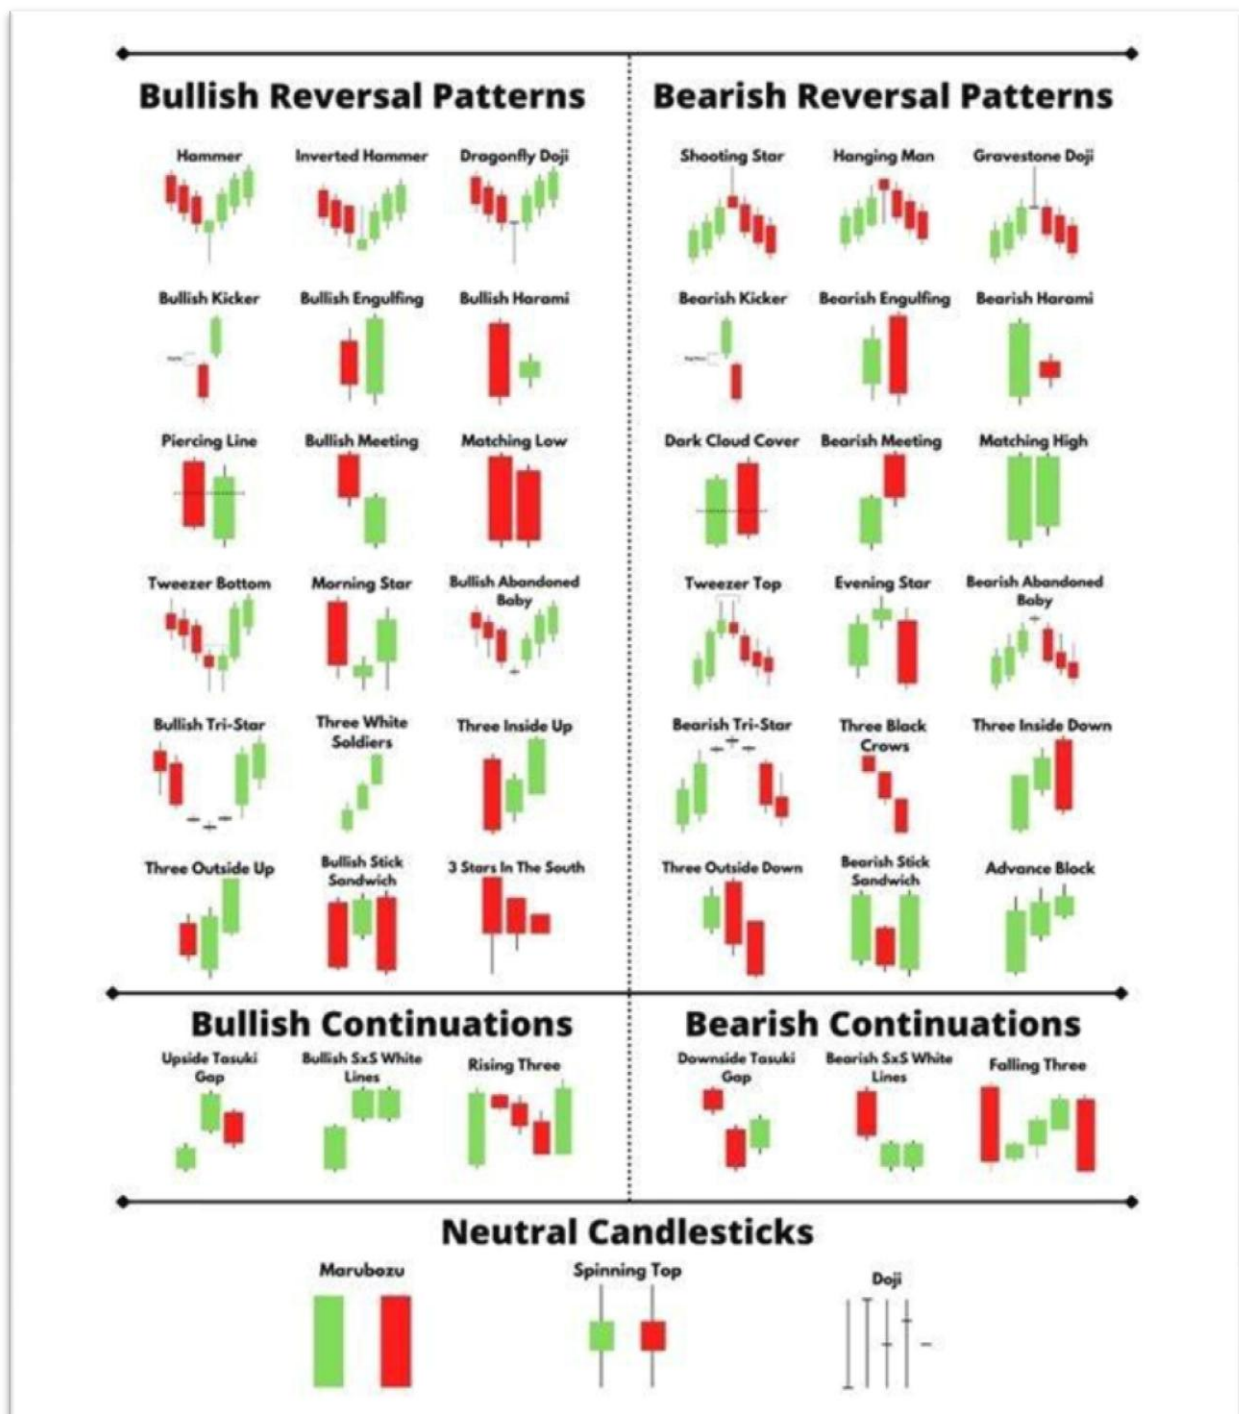 Bullish Reversal Patterns
Hammer
Inverted Hammer
Dragonfly Doji
Bullish Kicker
Bullish Engulfing
Bullish Harami
Piercing Line
Bullish Meeting
Matching Low
Tweezer Bottom
Morning Star
Bullish Abandoned
Baby
Bullish Tri-Star
Three White
Soldiers
Three Inside Up
Three Outside Up
Bullish Stick
Sandwich
3 Stars In The South
Bearish Reversal Patterns
Shooting Star
Hanging Man
Gravestone Doji
Bearish Kicker
Bearish Engulfing
Bearish Harami
Dark Cloud Cover
Bearish Meeting
Matching High
Tweezer Top
Evening Star
Bearish Abandoned
Baby
Bearish Tri-Star
Three Black
Crows
Three Inside Down
Three Outside Down
Bearish Stick
Sandwich
Advance Block
Bullish Continuations
Upside Tasuki
Gap
Bullish SxS White
Lines
Rising Three
Bearish Continuations
Downside Tasuki
Gap
Bearish SxS White
Lines
Falling Three
Neutral Candlesticks
Marubozu
Spinning Top
Doji